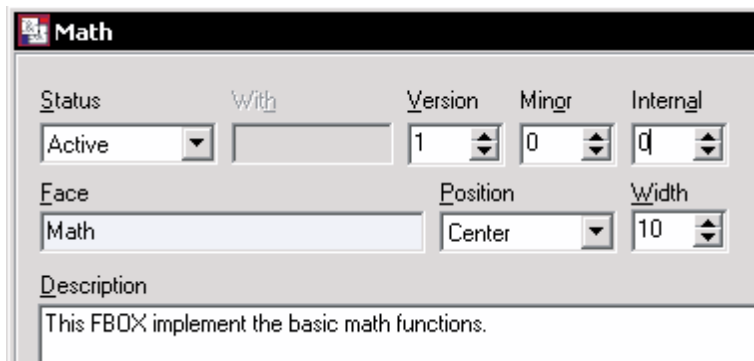 Math
Status With Version Minor Internal
Active 1 0 0
Face Position Width
Math Center 10
Description
This FBOX implement the basic math functions.